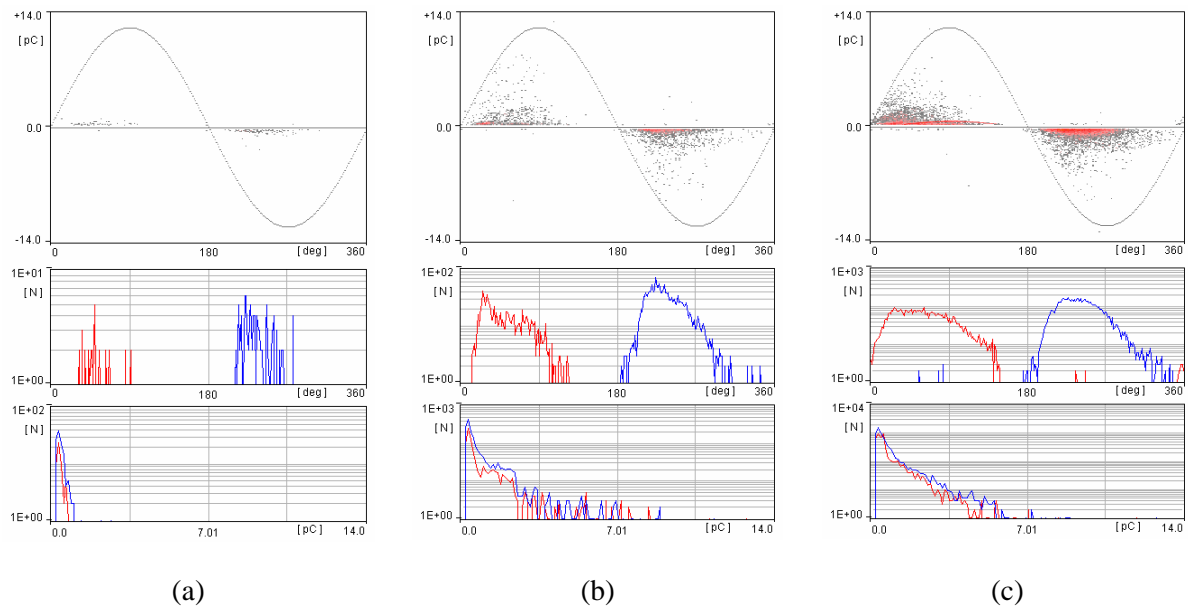 +14.0
[pC]
0.0
-14.0
0
180
[deg]
360
1E+01
[N]
1E+00
0
180
[deg]
360
1E+02
[N]
1E+00
0.0
7.01
[pC]
14.0
(a)
+14.0
[pC]
0.0
-14.0
0
180
[deg]
360
1E+02
[N]
1E+00
0
180
[deg]
360
1E+03
[N]
1E+00
0.0
7.01
[pC]
14.0
(b)
+14.0
[pC]
0.0
-14.0
0
180
[deg]
360
1E+03
[N]
1E+00
0
180
[deg]
360
1E+04
[N]
1E+00
0.0
7.01
[pC]
14.0
(c)